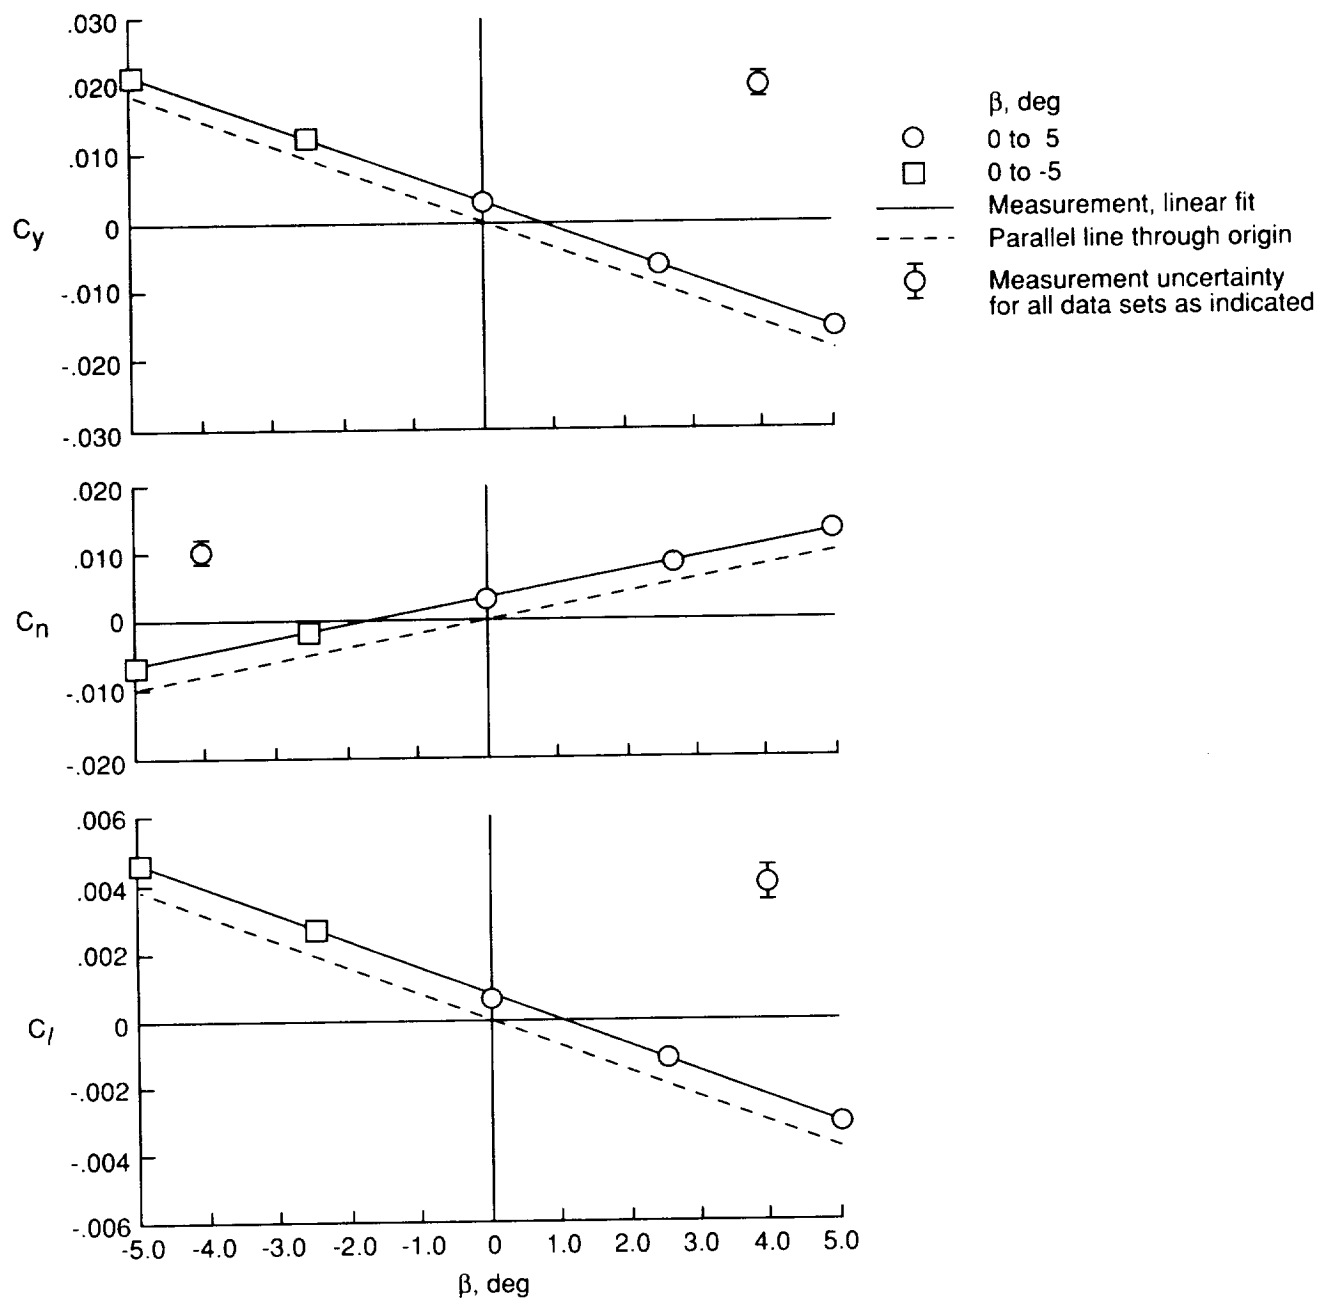 .030
.020
.010
0
-.010
-.020
-.030
Cy
β, deg
0 to 5
0 to -5
Measurement, linear fit
Parallel line through origin
Measurement uncertainty
for all data sets as indicated
.020
.010
0
-.010
-.020
Cn
.006
.004
.002
0
-.002
-.004
-.006
Cl
-5.0 -4.0 -3.0 -2.0 -1.0 0 1.0 2.0 3.0 4.0 5.0
β, deg